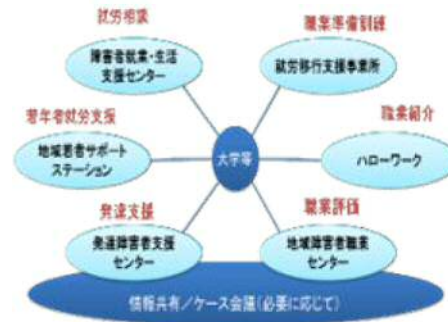 就労相談
障害者就業・生活
支援センター
職業準備訓練
就労移行支援事業所
若年者就労支援
地域若者サポート
ステーション
大学等
職業紹介
ハローワーク
発達支援
発達障害者支援
センター
職業評価
地域障害者職業
センター
情報共有／ケース会議(必要に応じて)